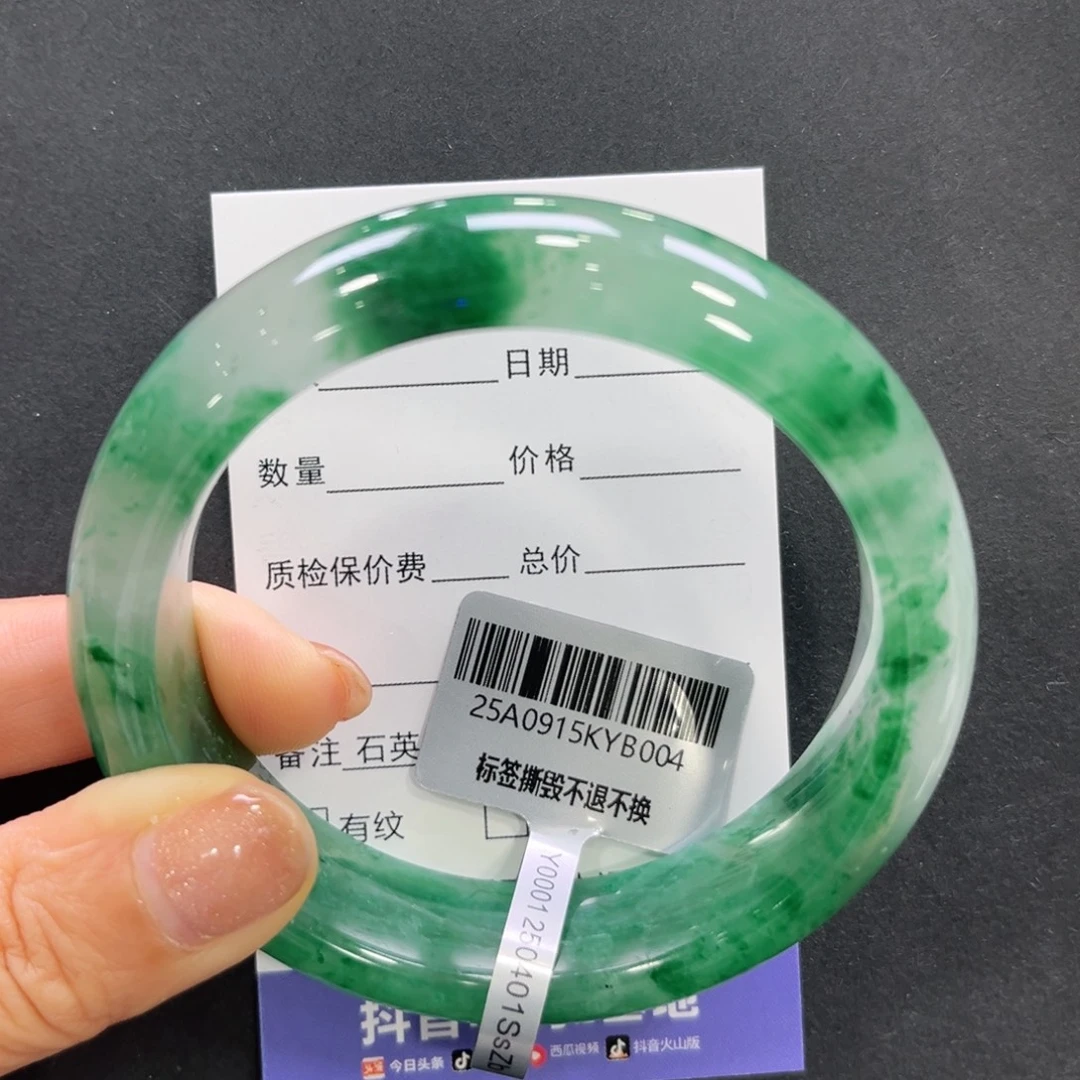 日期
数量 价格
质检保价费 总价
25A0915KYB004
标签撕毁不退不换
备注 石英
有纹
Y0001250401SsZb
抖音
今日头条 西瓜视频 抖音火山版